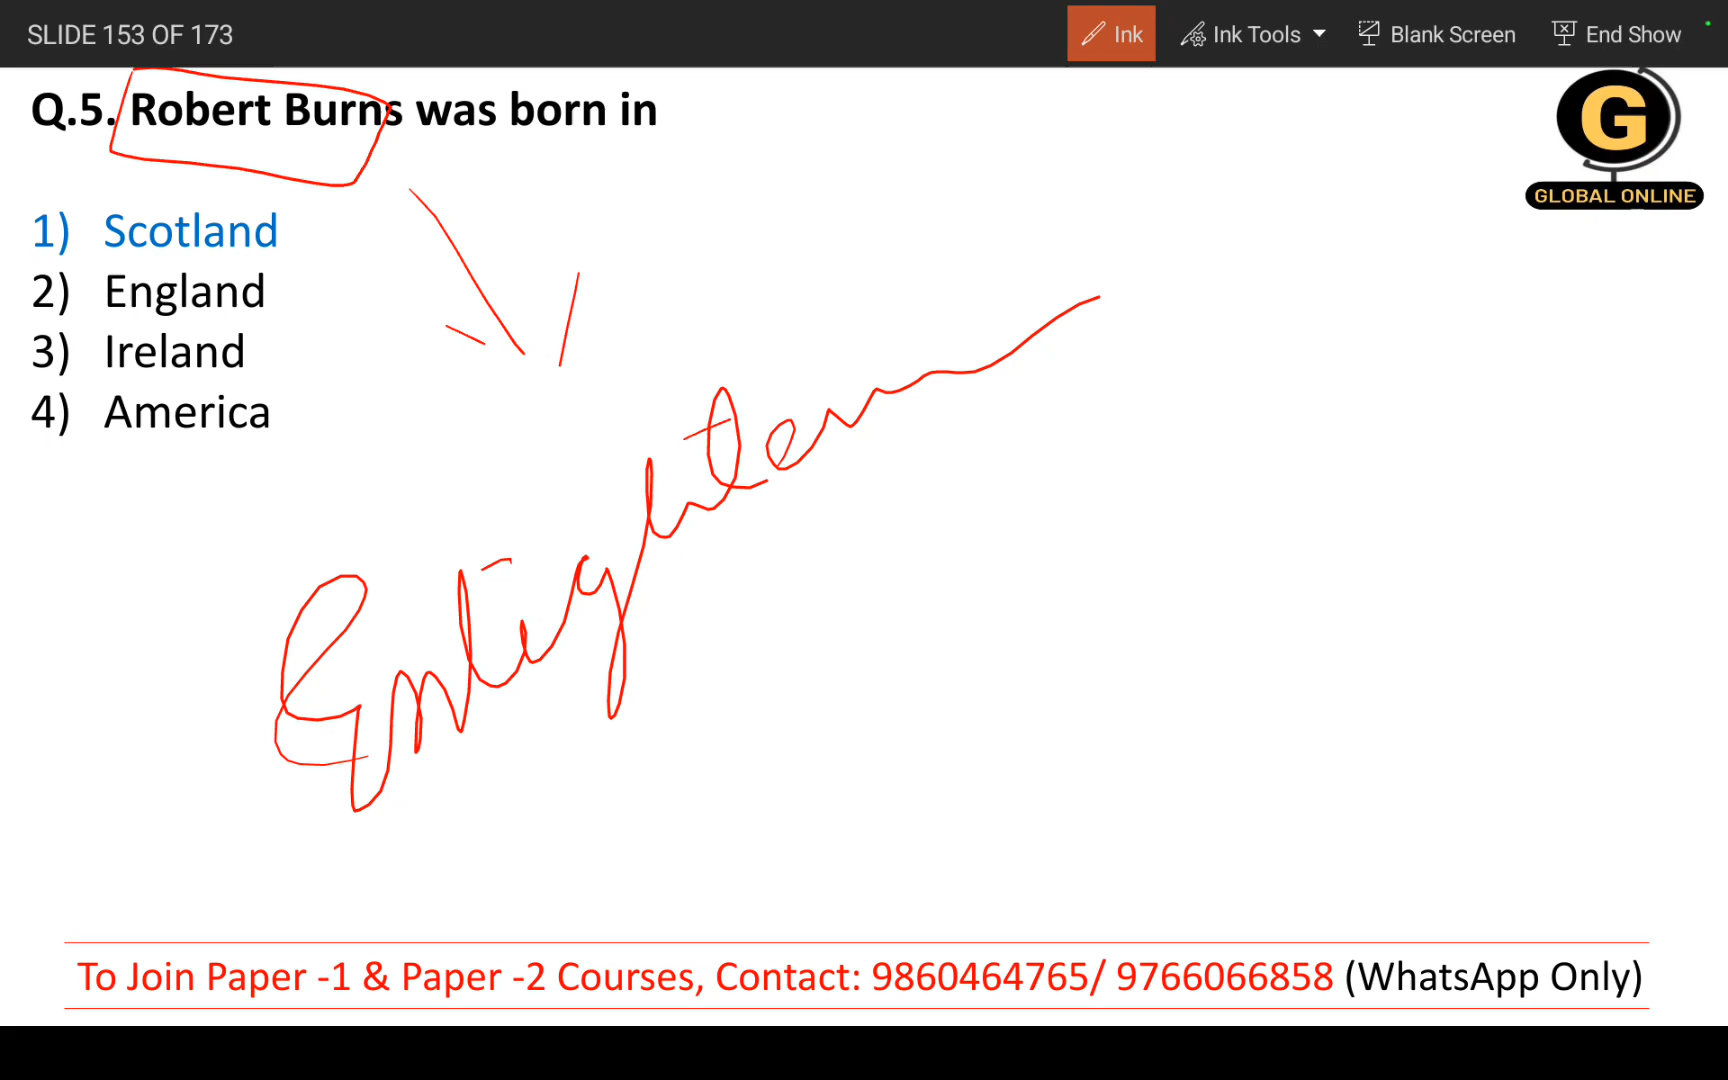 SLIDE 153 OF 173
Ink
Ink Tools
Blank Screen
End Show
Q.5. Robert Burns was born in
G
GLOBAL ONLINE
1) Scotland
2) England
3) Ireland
4) America
To Join Paper -1 & Paper -2 Courses, Contact: 9860464765/ 9766066858 (WhatsApp Only)